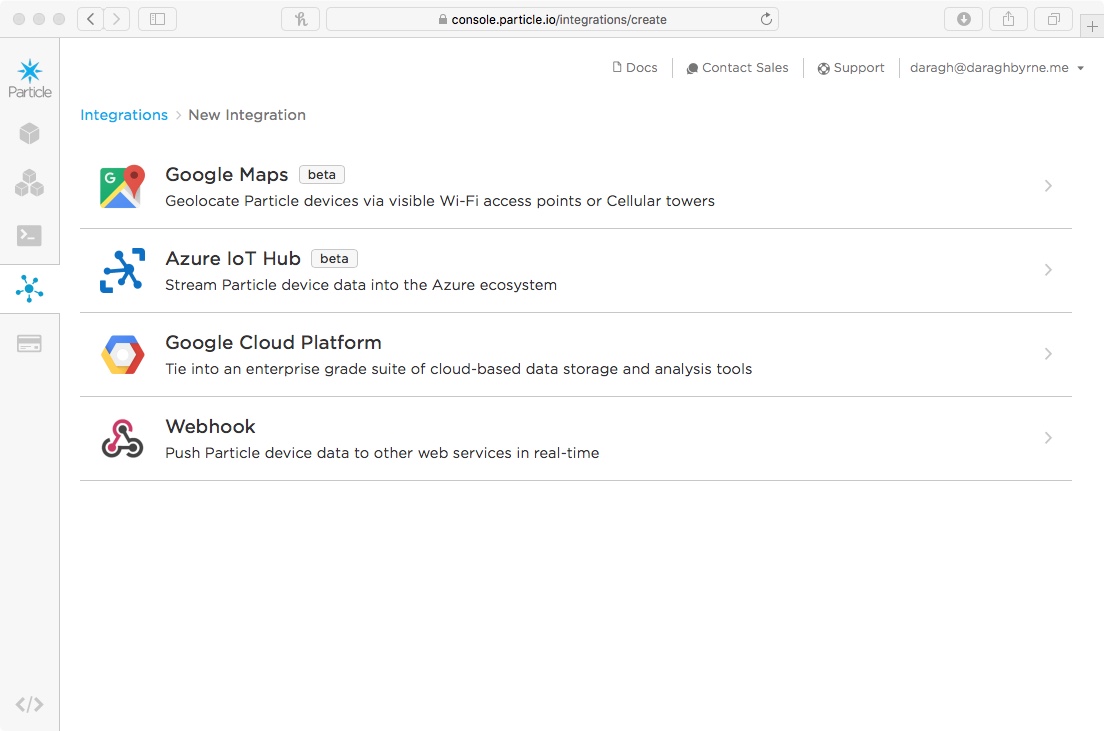 console.particle.io/integrations/create
Particle
Docs
Contact Sales
Support
daragh@daraghbyrne.me
Integrations > New Integration
G
Google Maps beta
Geolocate Particle devices via visible Wi-Fi access points or Cellular towers
Azure IoT Hub beta
Stream Particle device data into the Azure ecosystem
Google Cloud Platform
Tie into an enterprise grade suite of cloud-based data storage and analysis tools
Webhook
Push Particle device data to other web services in real-time